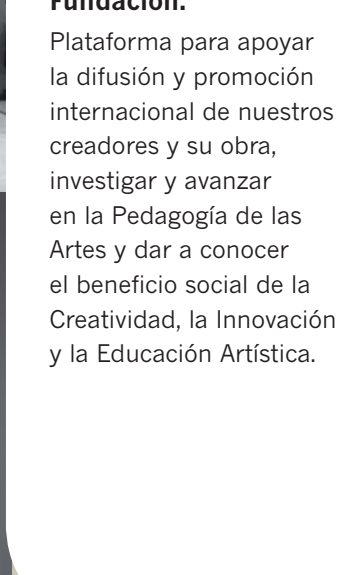 Fundación.
Plataforma para apoyar
la difusión y promoción
internacional de nuestros
creadores y su obra,
investigar y avanzar
en la Pedagogía de las
Artes y dar a conocer
el beneficio social de la
Creatividad, la Innovación
y la Educación Artística.